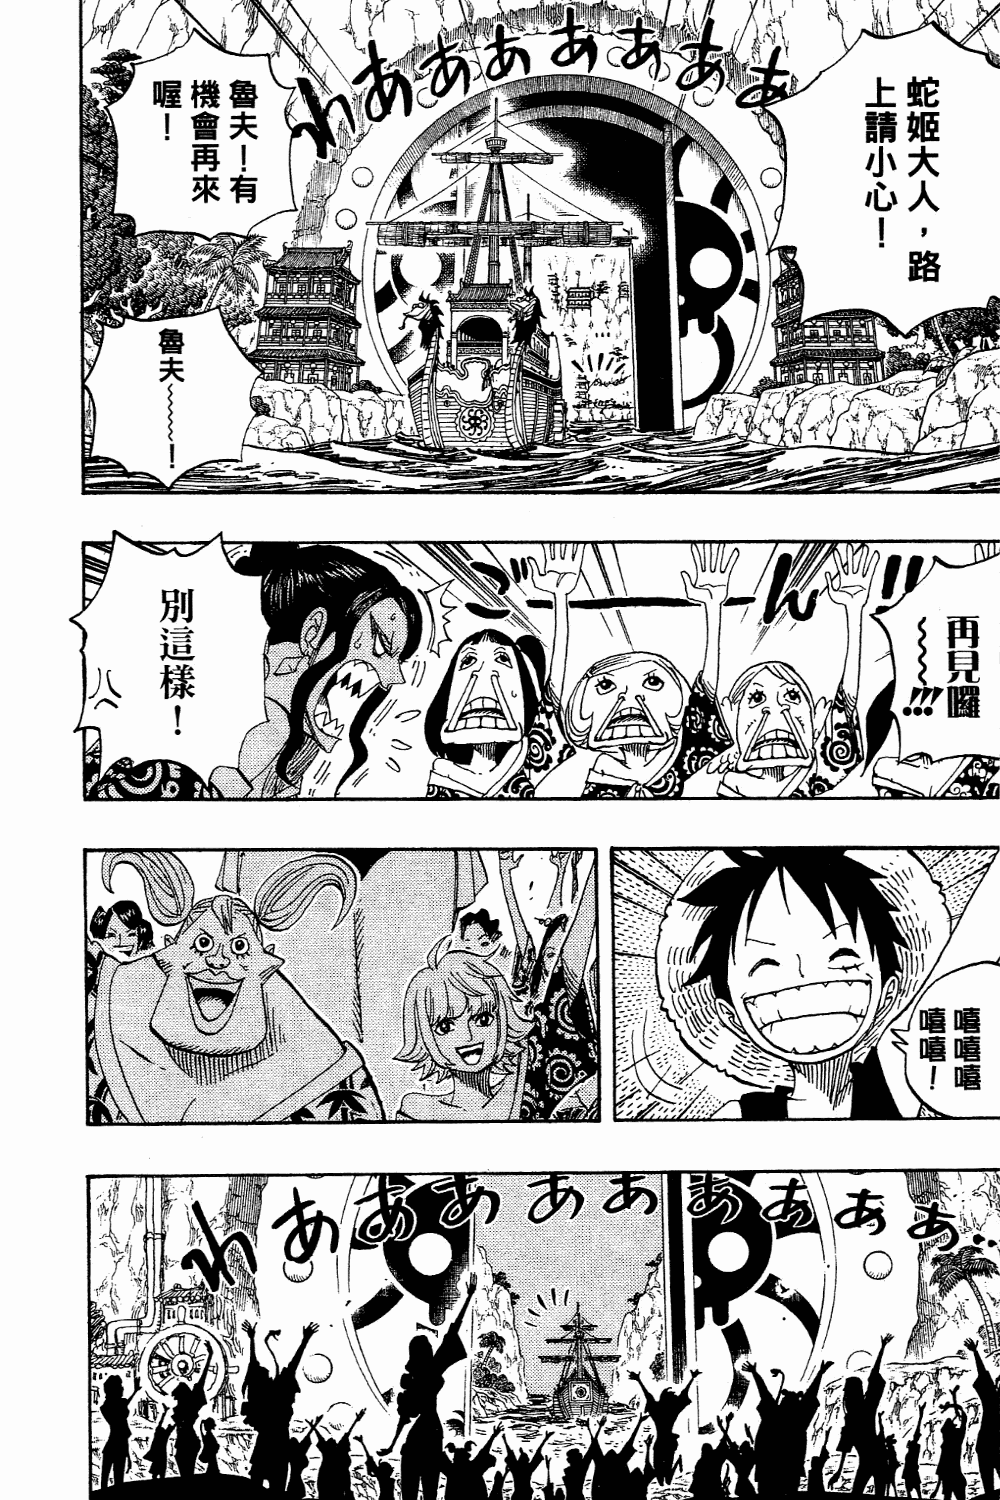 蛇姬大人，路
上請小心！
わあああああああ
魯夫！有
機會再來
喔！
魯夫～～～！
再見囉
～～～!!!
ご───ん!!
別這樣！
嘻嘻嘻
嘻嘻！
わあああああああああ…